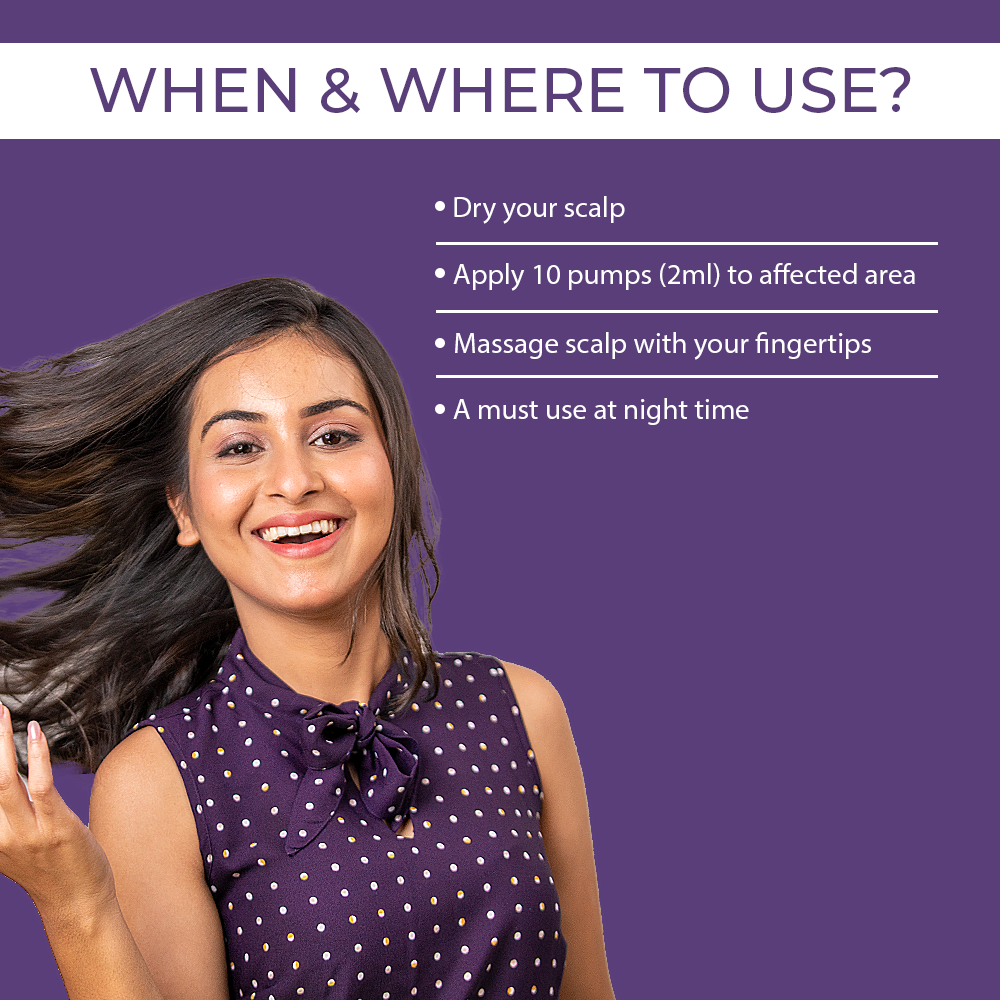 WHEN & WHERE TO USE?
• Dry your scalp
• Apply 10 pumps (2ml) to affected area
• Massage scalp with your fingertips
• A must use at night time